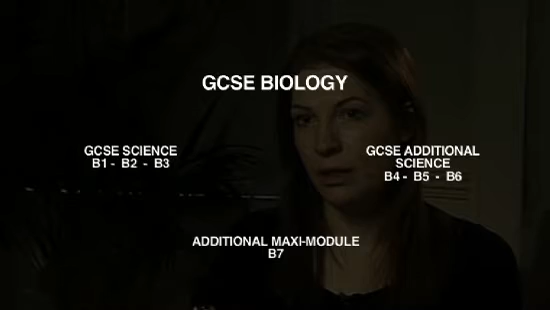 GCSE BIOLOGY
GCSE SCIENCE
B1 - B2 - B3
GCSE ADDITIONAL
SCIENCE
B4 - B5 - B6
ADDITIONAL MAXI-MODULE
B7